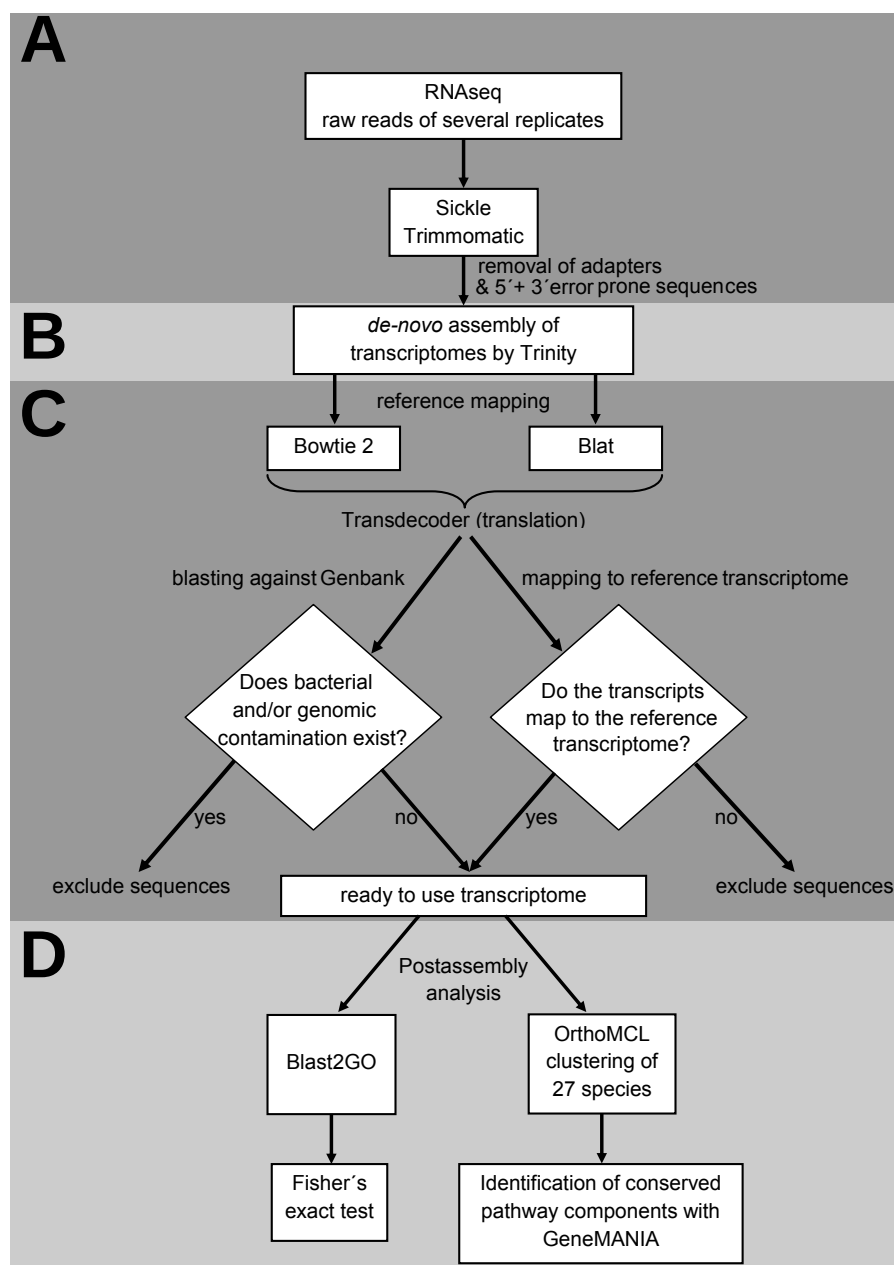 A
RNAseq
raw reads of several replicates
Sickle
Trimmomatic
removal of adapters
& 5´+ 3´error prone sequences
B
de-novo assembly of
transcriptomes by Trinity
C
reference mapping
Bowtie 2
Blat
Transdecoder (translation)
blasting against Genbank
mapping to reference transcriptome
Does bacterial
and/or genomic
contamination exist?
Do the transcripts
map to the reference
transcriptome?
yes
no
yes
no
exclude sequences
ready to use transcriptome
exclude sequences
D
Postassembly
analysis
Blast2GO
OrthoMCL
clustering of
27 species
Fisher´s
exact test
Identification of conserved
pathway components with
GeneMANIA